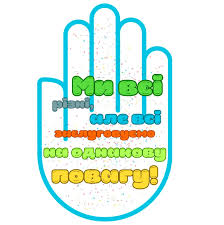 Ми всі
різні,
але всі
заслуговуємо
на однакову
повагу!